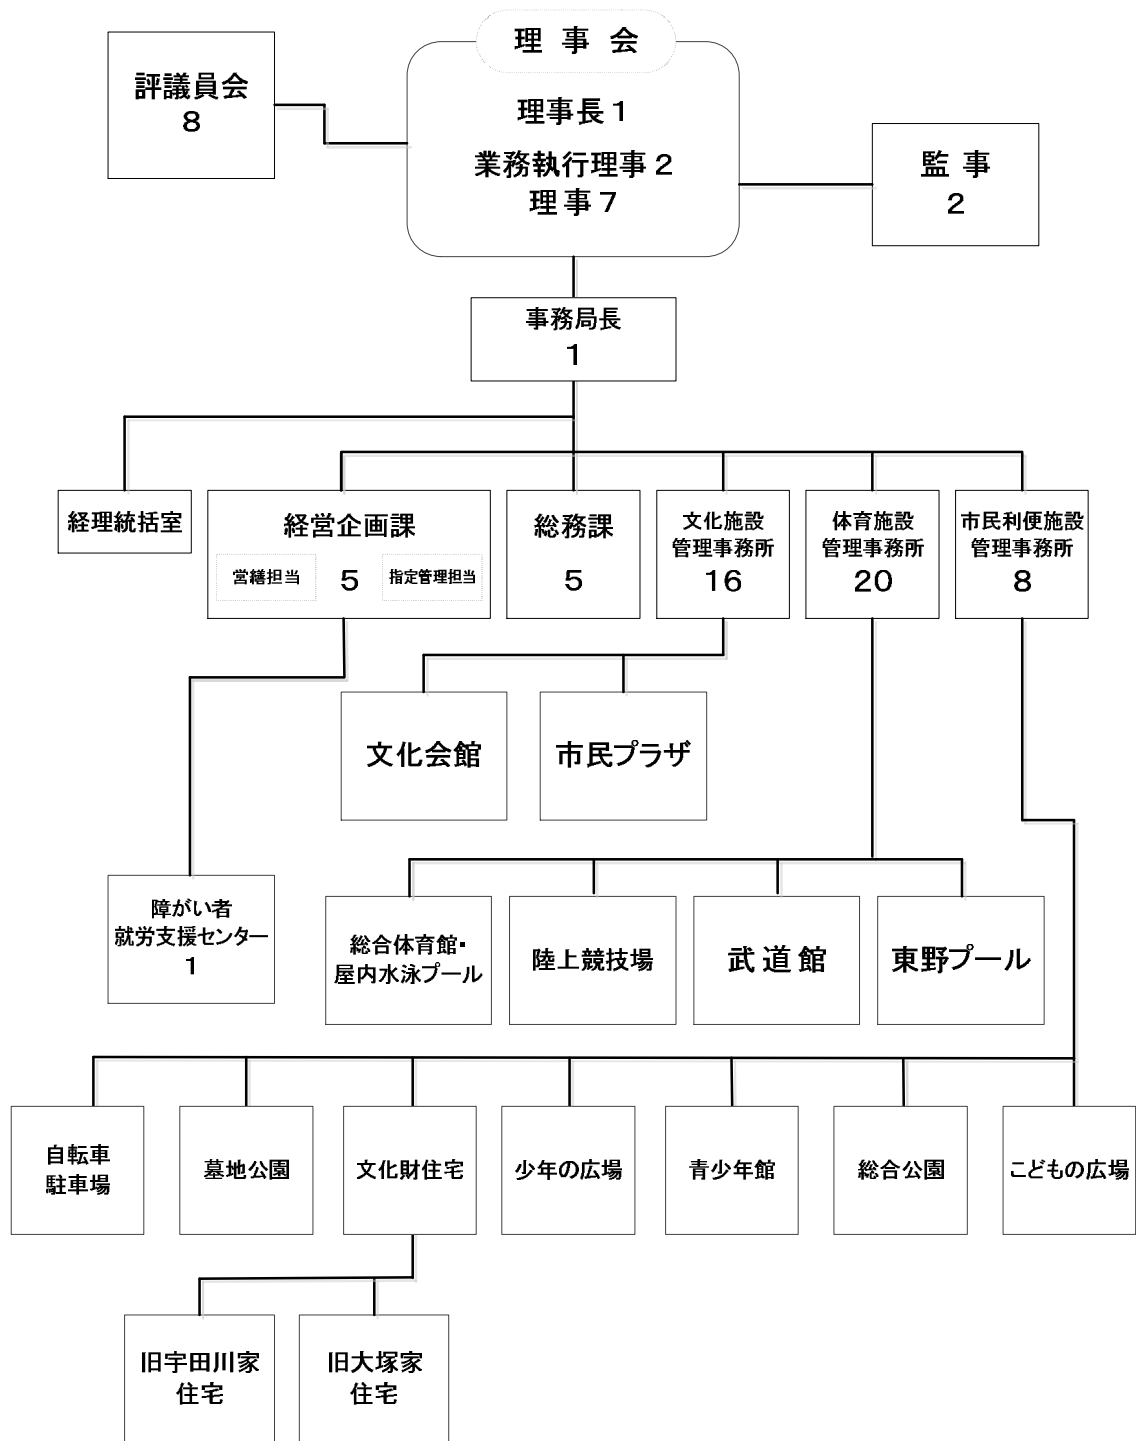 理事会
評議員会
8
理事長1
業務執行理事2
理事7
監事
2
事務局長
1
経理統括室
経営企画課
営繕担当
5
指定管理担当
総務課
5
文化施設
管理事務所
16
体育施設
管理事務所
20
市民利便施設
管理事務所
8
文化会館
市民プラザ
障がい者
就労支援センター
1
総合体育館・
屋内水泳プール
陸上競技場
武道館
東野プール
自転車
駐車場
墓地公園
文化財住宅
少年の広場
青少年館
総合公園
こどもの広場
旧宇田川家
住宅
旧大塚家
住宅